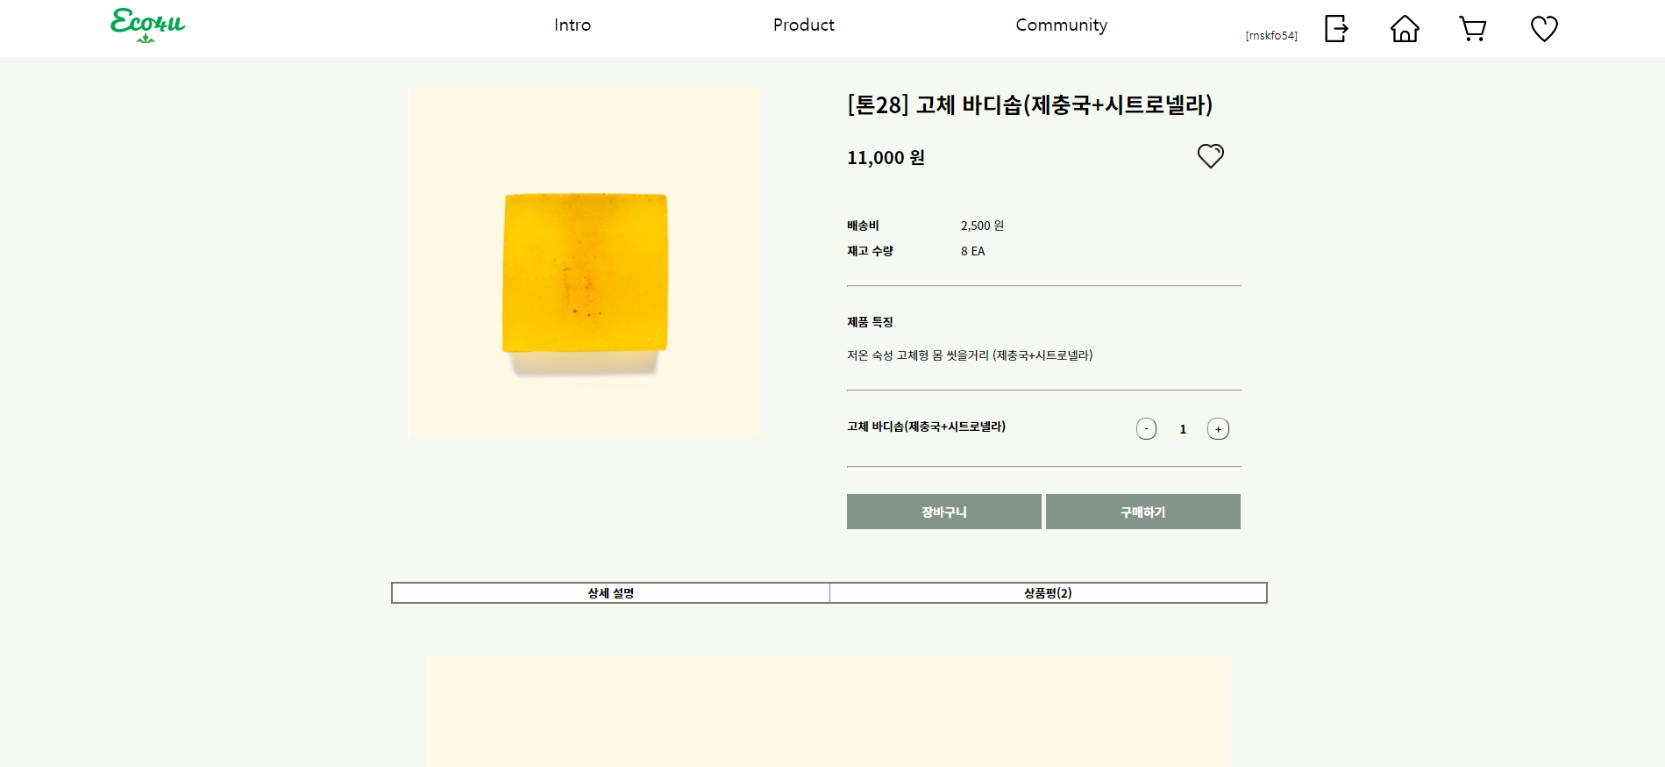 Eco4u
Intro
Product
Community
[rnskfo54]
[톤28] 고체 바디솝(제충국+시트로넬라)
11,000 원
배송비 2,500 원
재고 수량 8 EA
제품 특징
저온 숙성 고체형 몸 씻을거리 (제충국+시트로넬라)
고체 바디솝(제충국+시트로넬라) - 1 +
장바구니 구매하기
상세 설명 상품평(2)